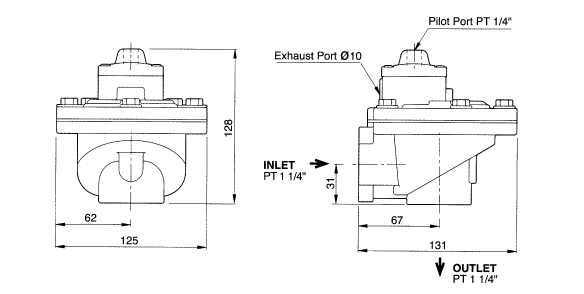 Pilot Port PT 1/4"
Exhaust Port Ø10
128
INLET
PT 1 1/4"
31
62
67
125
131
OUTLET
PT 1 1/4"